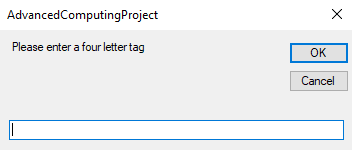 AdvancedComputingProject
Please enter a four letter tag
OK
Cancel